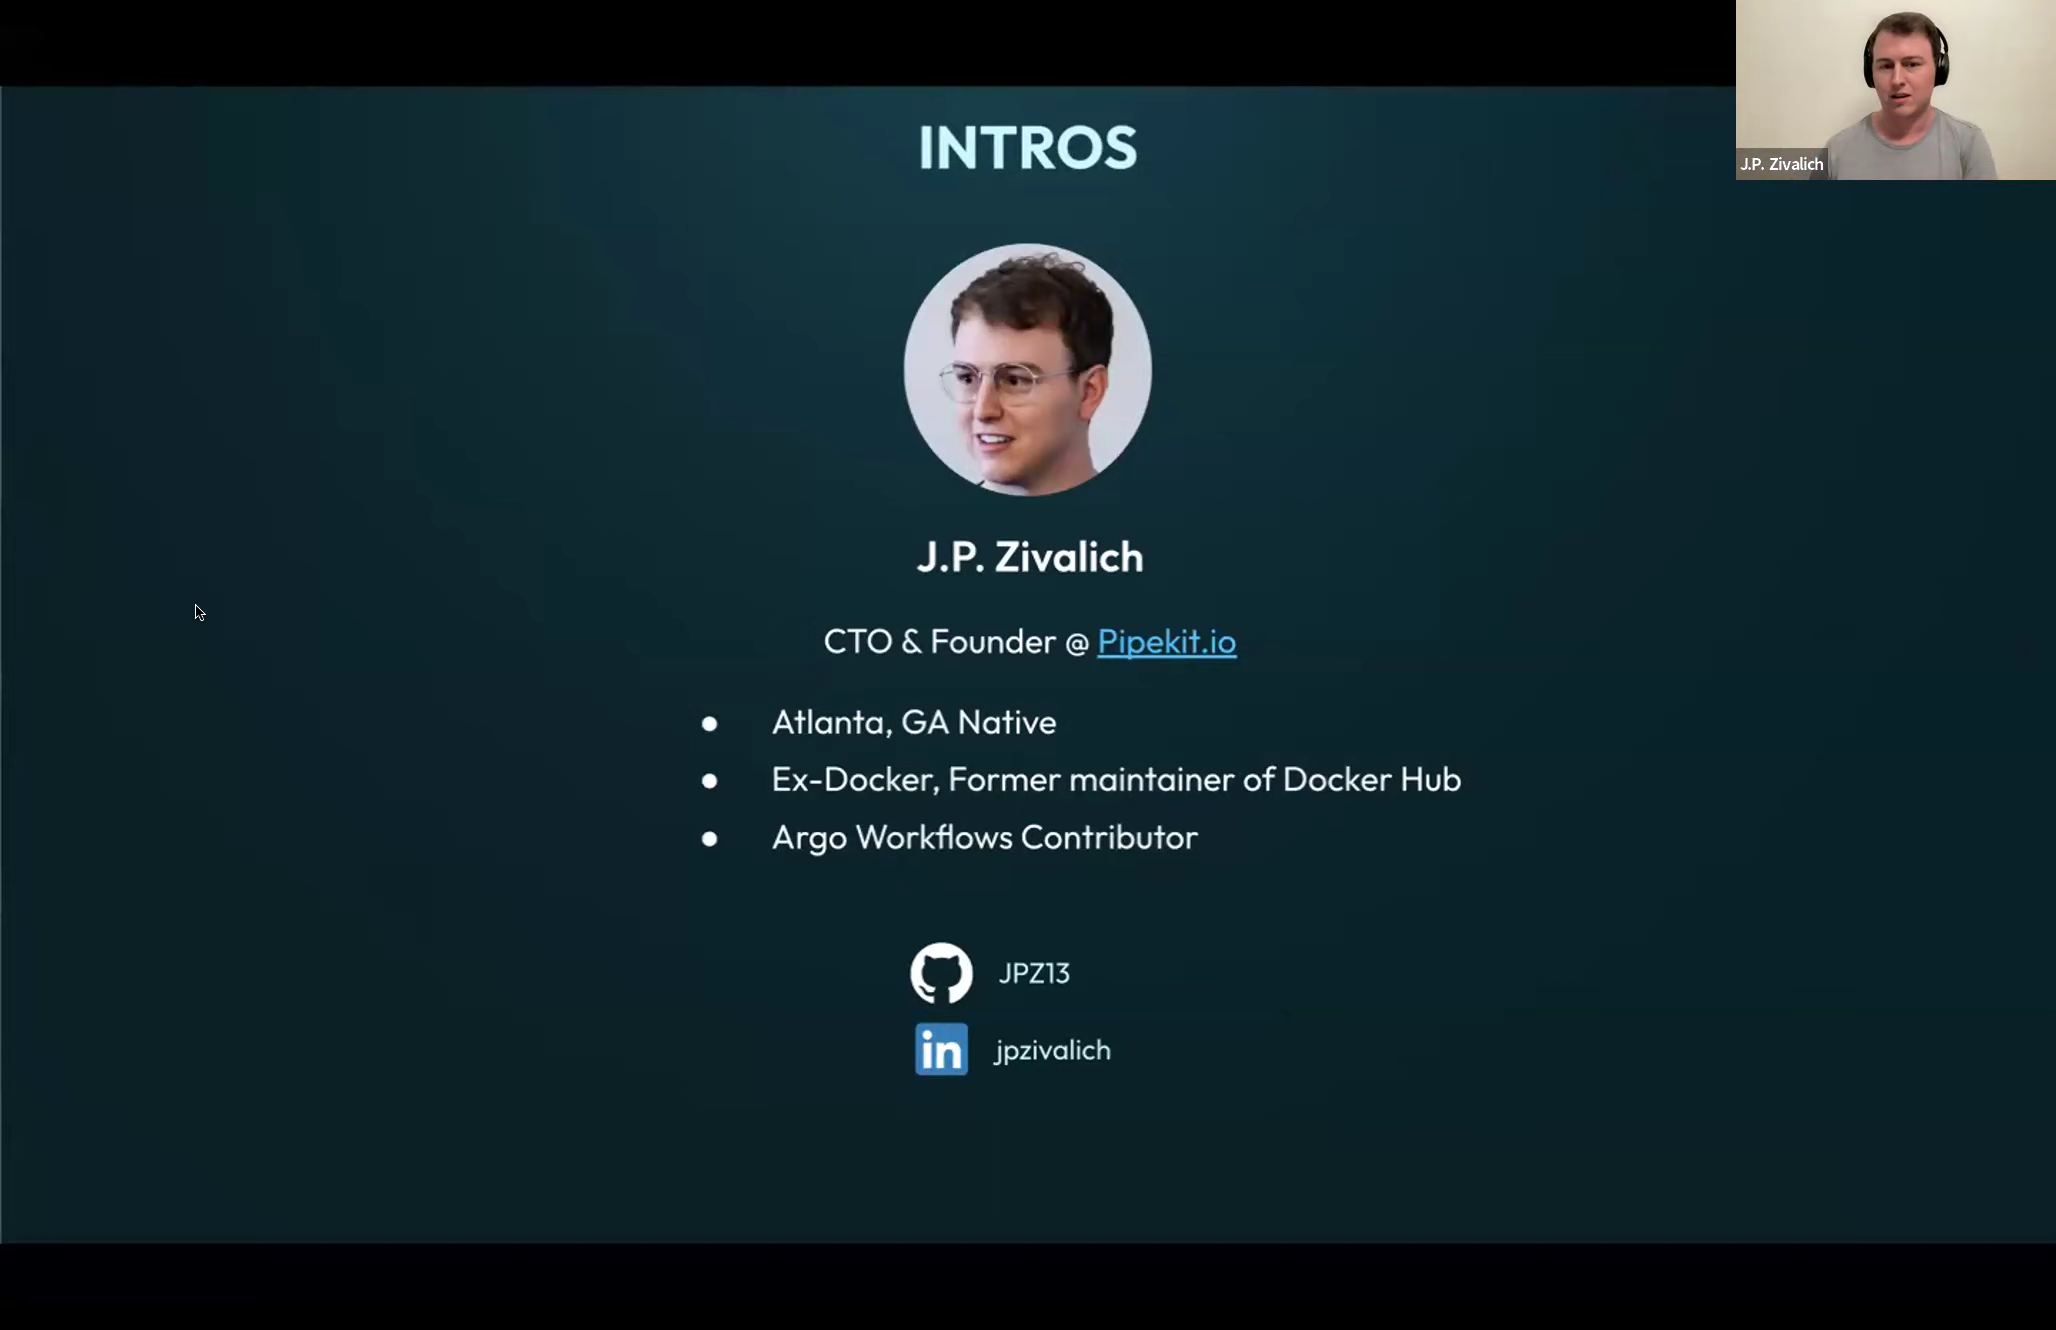 INTROS
J.P. Zivalich
J.P. Zivalich
CTO & Founder @ Pipekit.io
● Atlanta, GA Native
● Ex-Docker, Former maintainer of Docker Hub
● Argo Workflows Contributor
JPZ13
in jpzivalich